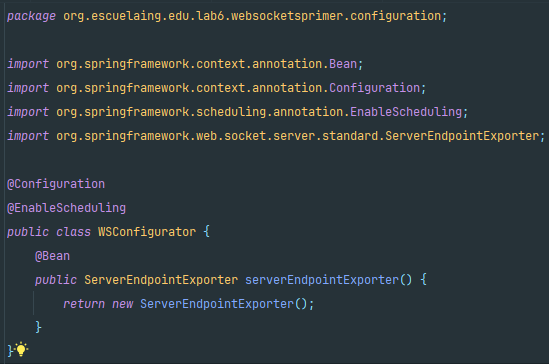 package org.escuelaing.edu.lab6.websocketsprimer.configuration;
import org.springframework.context.annotation.Bean;
import org.springframework.context.annotation.Configuration;
import org.springframework.scheduling.annotation.EnableScheduling;
import org.springframework.web.socket.server.standard.ServerEndpointExporter;
@Configuration
@EnableScheduling
public class WSConfigurator {
@Bean
public ServerEndpointExporter serverEndpointExporter() {
return new ServerEndpointExporter();
}
}